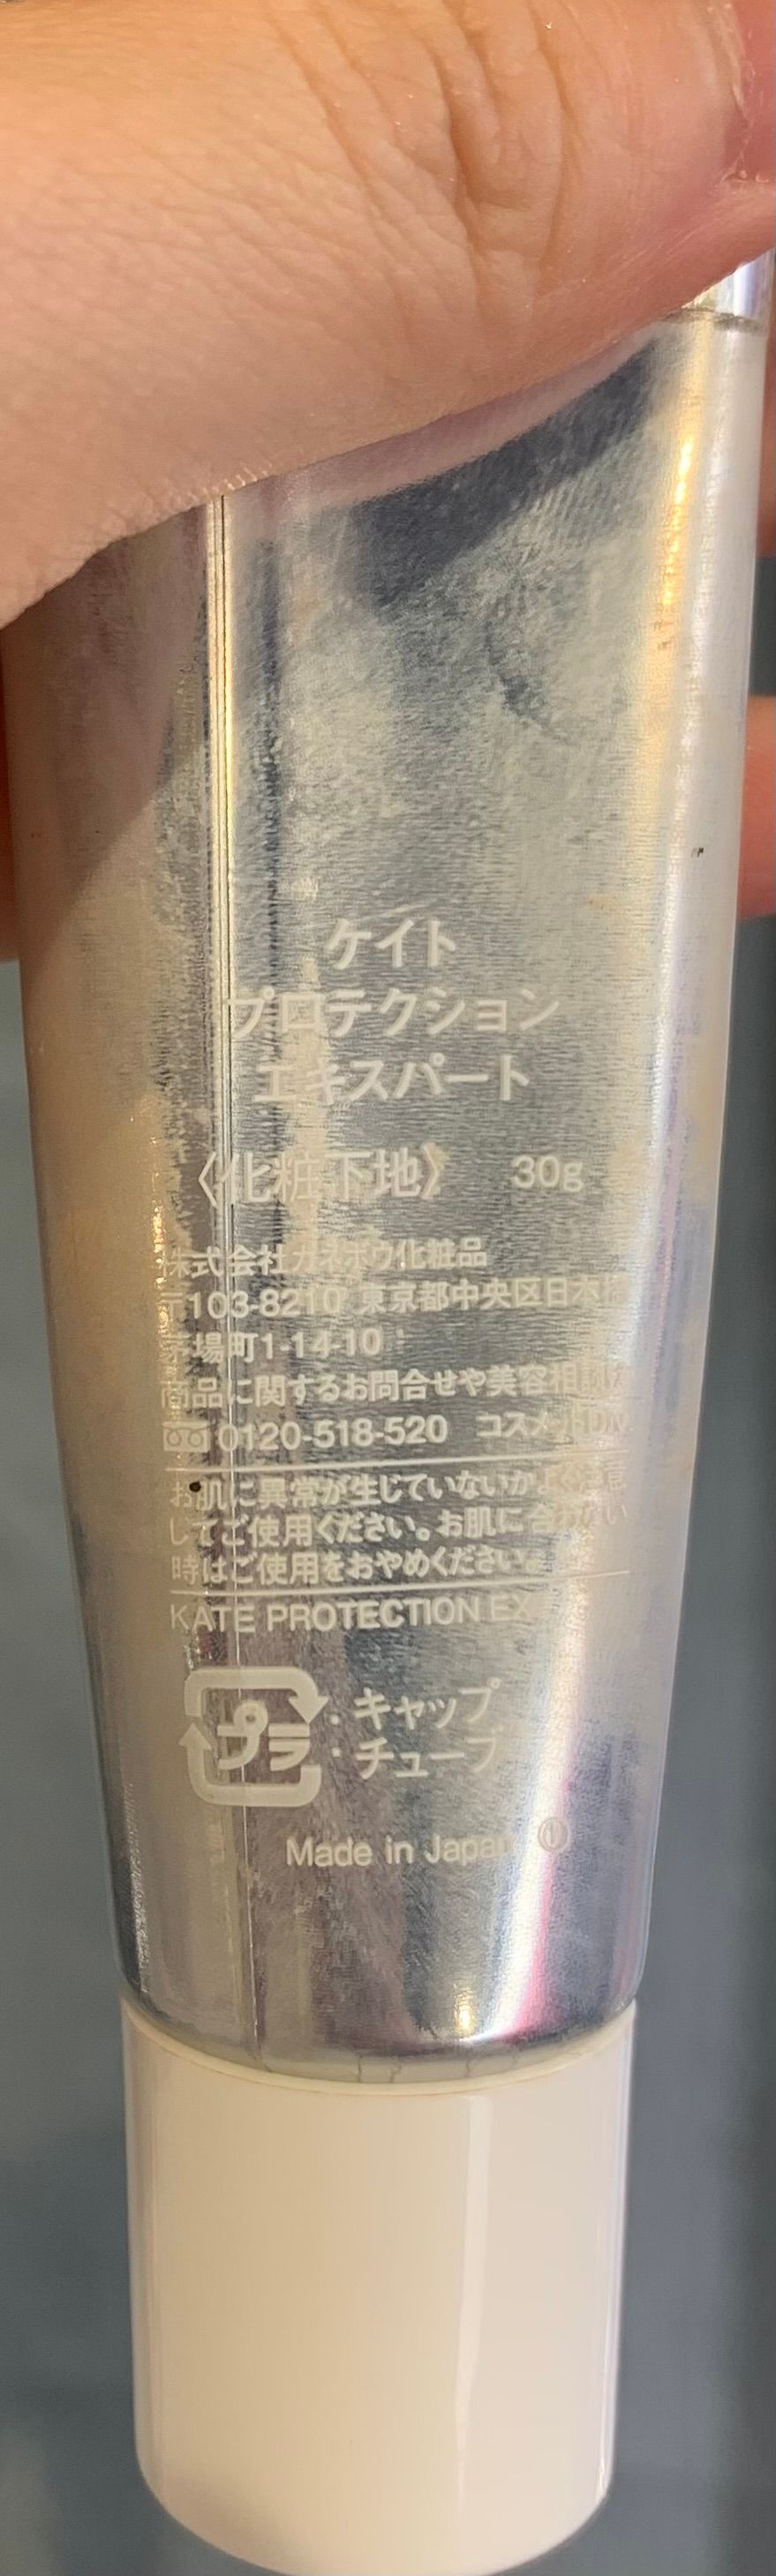 ケイト
プロテクション
エキスパート
〈化粧下地〉 30g
株式会社カネボウ化粧品
〒103-8210 東京都中央区日本橋
茅場町1-14-10
商品に関するお問合せや美容相談は
0120-518-520 コスメットDIV
お肌に異常が生じていないかよく注意
してご使用ください。お肌に合わない
時はご使用をおやめください。
KATE PROTECTION EX
プラ : キャップ
・チューブ
Made in Japan